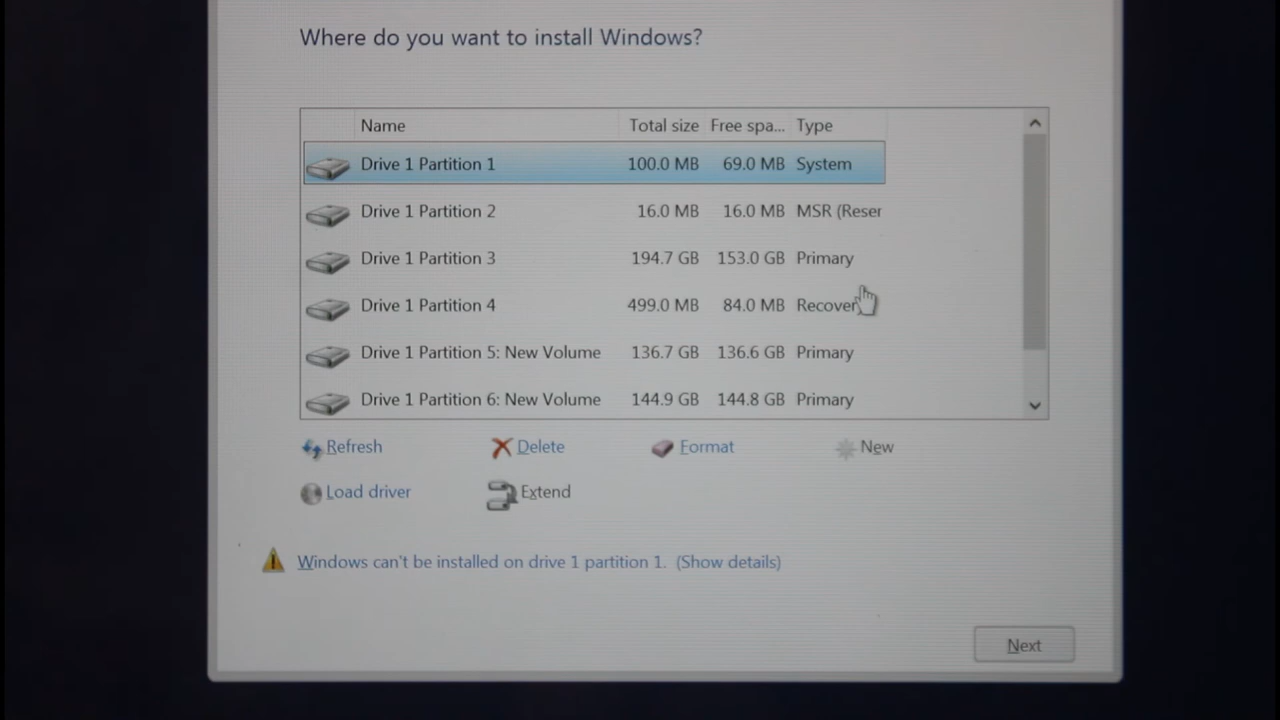 Where do you want to install Windows?
Name Total size Free spa... Type
Drive 1 Partition 1 100.0 MB 69.0 MB System
Drive 1 Partition 2 16.0 MB 16.0 MB MSR (Reser
Drive 1 Partition 3 194.7 GB 153.0 GB Primary
Drive 1 Partition 4 499.0 MB 84.0 MB Recover
Drive 1 Partition 5: New Volume 136.7 GB 136.6 GB Primary
Drive 1 Partition 6: New Volume 144.9 GB 144.8 GB Primary
Refresh Delete Format New
Load driver Extend
Windows can't be installed on drive 1 partition 1. (Show details)
Next